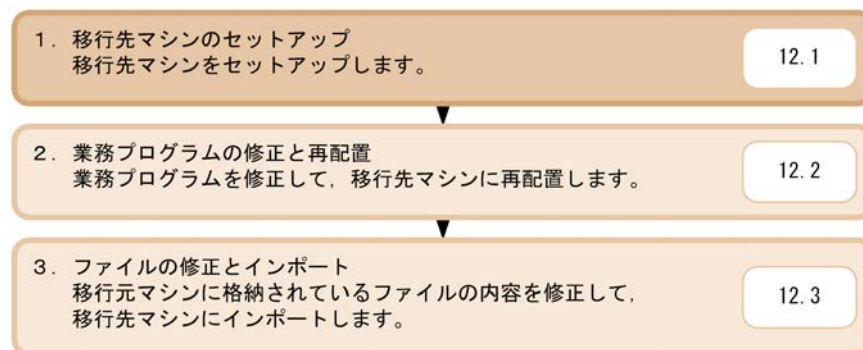 1. 移行先マシンのセットアップ
移行先マシンをセットアップします。
12.1
2. 業務プログラムの修正と再配置
業務プログラムを修正して,移行先マシンに再配置します。
12.2
3. ファイルの修正とインポート
移行元マシンに格納されているファイルの内容を修正して,
移行先マシンにインポートします。
12.3